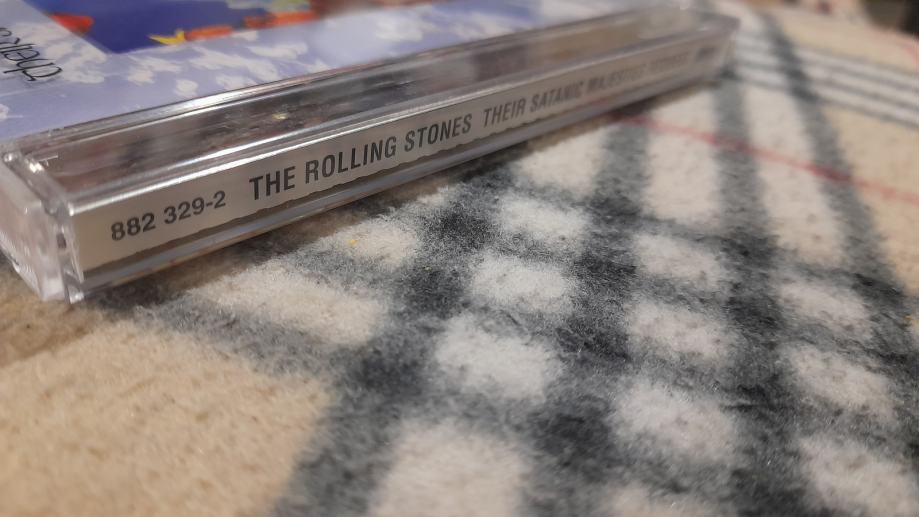 882 329-2 THE ROLLING STONES THEIR SATANIC MAJESTIES REQUEST